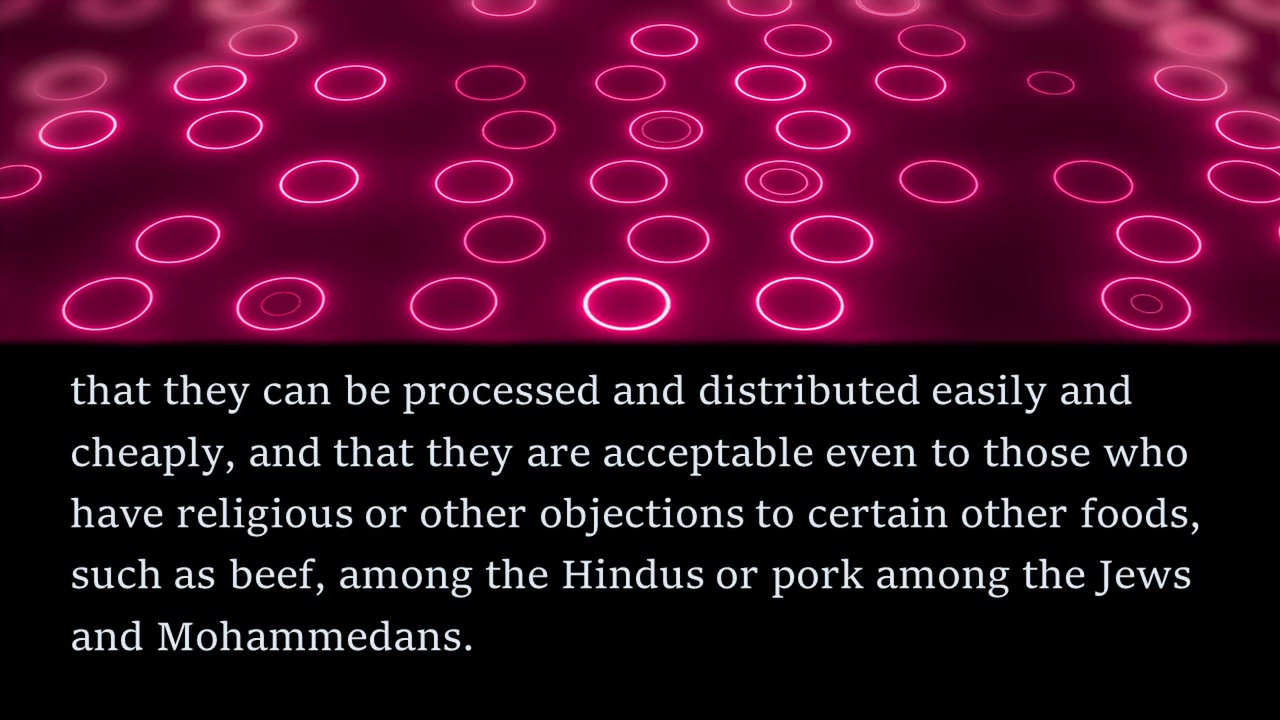 that they can be processed and distributed easily and
cheaply, and that they are acceptable even to those who
have religious or other objections to certain other foods,
such as beef, among the Hindus or pork among the Jews
and Mohammedans.